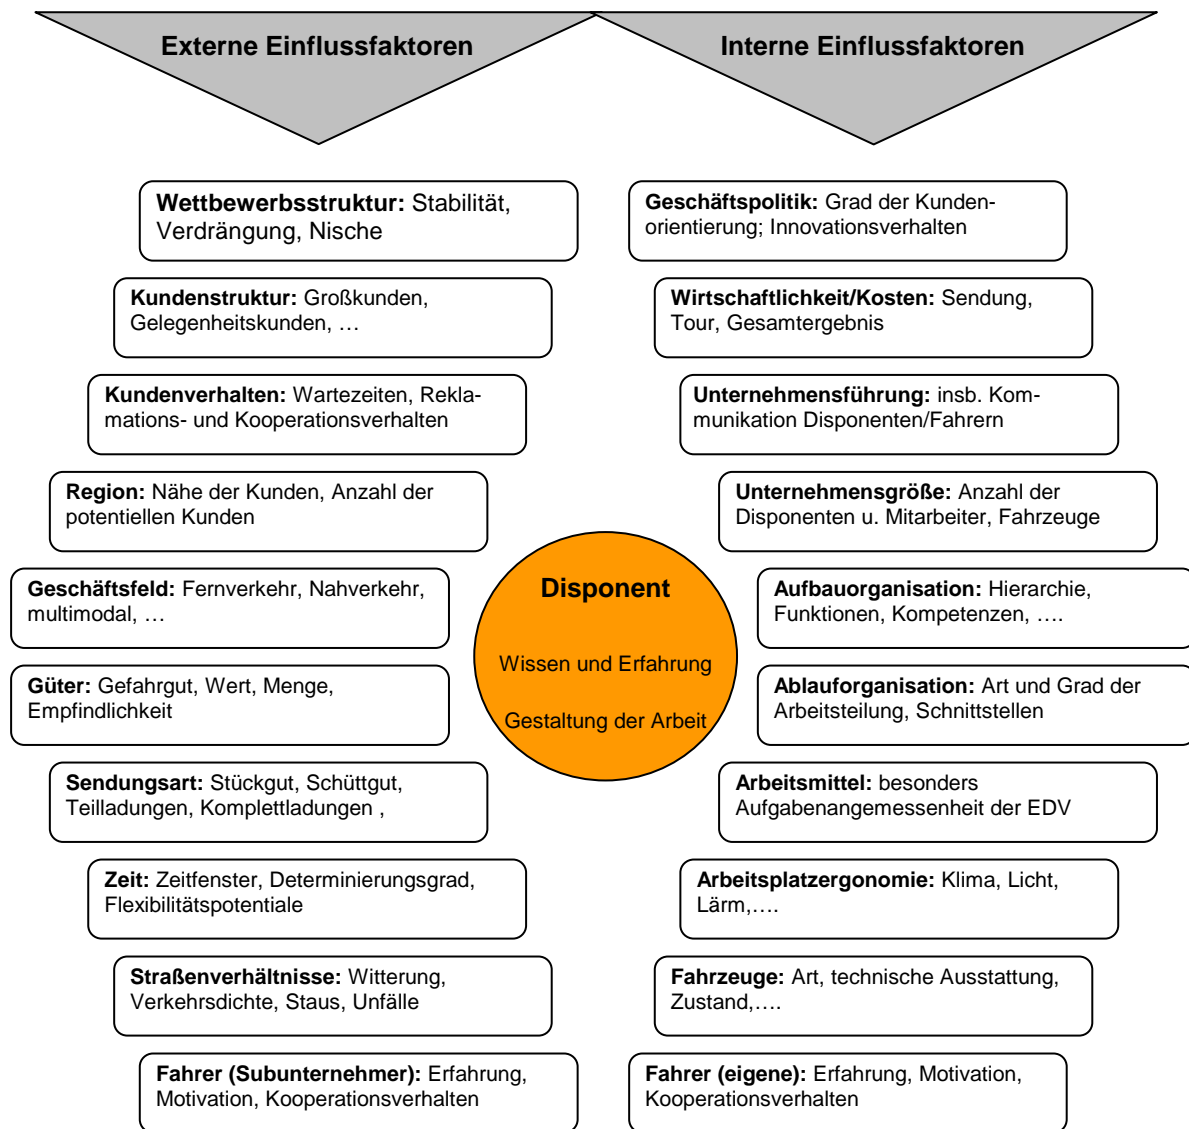 Externe Einflussfaktoren
Interne Einflussfaktoren
Wettbewerbsstruktur: Stabilität,
Verdrängung, Nische
Kundenstruktur: Großkunden,
Gelegenheitskunden, …
Kundenverhalten: Wartezeiten, Rekla-
mations- und Kooperationsverhalten
Region: Nähe der Kunden, Anzahl der
potentiellen Kunden
Geschäftsfeld: Fernverkehr, Nahverkehr,
multimodal, …
Güter: Gefahrgut, Wert, Menge,
Empfindlichkeit
Sendungsart: Stückgut, Schüttgut,
Teilladungen, Komplettladungen ,
Zeit: Zeitfenster, Determinierungsgrad,
Flexibilitätspotentiale
Straßenverhältnisse: Witterung,
Verkehrsdichte, Staus, Unfälle
Fahrer (Subunternehmer): Erfahrung,
Motivation, Kooperationsverhalten
Disponent
Wissen und Erfahrung
Gestaltung der Arbeit
Geschäftspolitik: Grad der Kunden-
orientierung; Innovationsverhalten
Wirtschaftlichkeit/Kosten: Sendung,
Tour, Gesamtergebnis
Unternehmensführung: insb. Kom-
munikation Disponenten/Fahrern
Unternehmensgröße: Anzahl der
Disponenten u. Mitarbeiter, Fahrzeuge
Aufbauorganisation: Hierarchie,
Funktionen, Kompetenzen, ….
Ablauforganisation: Art und Grad der
Arbeitsteilung, Schnittstellen
Arbeitsmittel: besonders
Aufgabenangemessenheit der EDV
Arbeitsplatzergonomie: Klima, Licht,
Lärm,….
Fahrzeuge: Art, technische Ausstattung,
Zustand,….
Fahrer (eigene): Erfahrung, Motivation,
Kooperationsverhalten